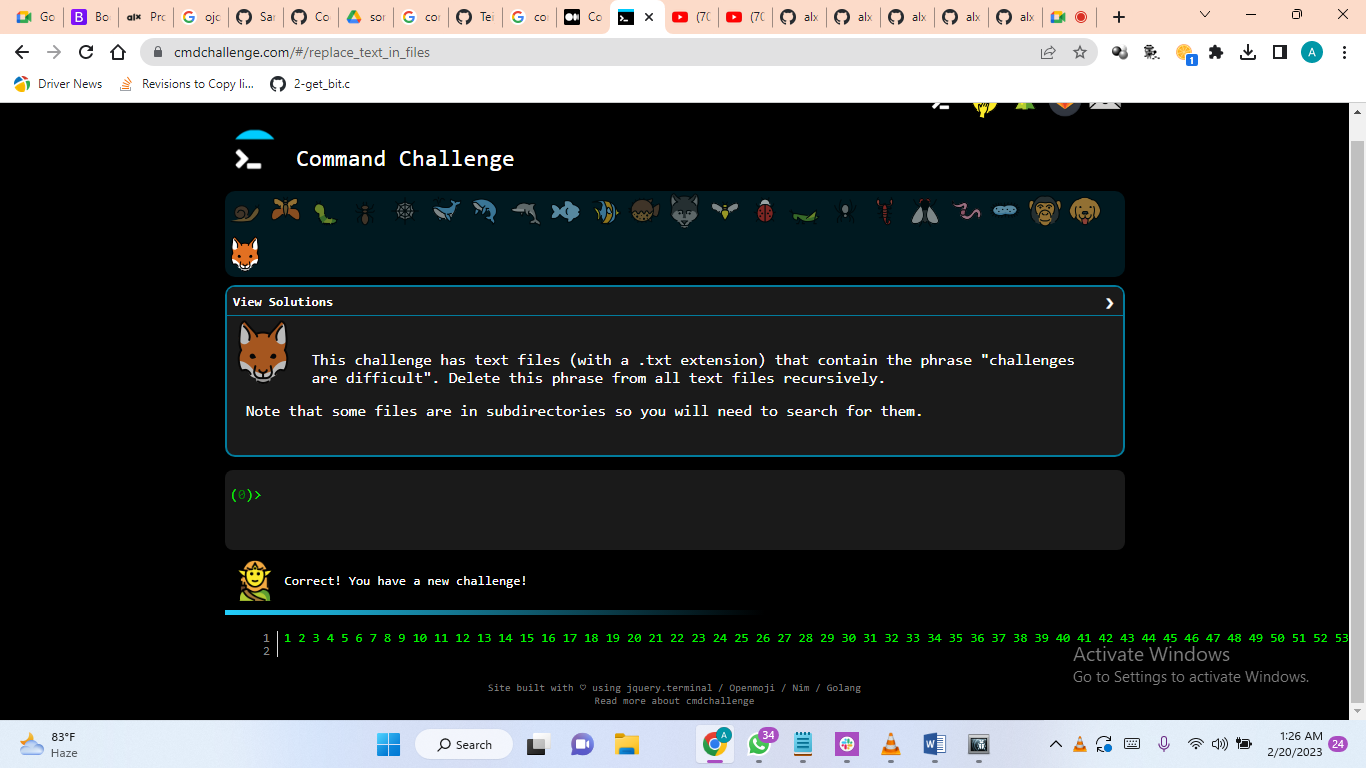 Go
Bo
Pro
ojc
Sar
Co
sor
cor
Tei
co
Co
(70
(70
alx
alx
alx
alx
alx
cmdchallenge.com/#/replace_text_in_files
A
1
Driver News
Revisions to Copy li...
2-get_bit.c
Command Challenge
View Solutions
This challenge has text files (with a .txt extension) that contain the phrase "challenges
are difficult". Delete this phrase from all text files recursively.
Note that some files are in subdirectories so you will need to search for them.
(0)>
Correct! You have a new challenge!
1 1 2 3 4 5 6 7 8 9 10 11 12 13 14 15 16 17 18 19 20 21 22 23 24 25 26 27 28 29 30 31 32 33 34 35 36 37 38 39 40 41 42 43 44 45 46 47 48 49 50 51 52 53
2
Activate Windows
Go to Settings to activate Windows.
Site built with ♡ using jquery.terminal / Openmoji / Nim / Golang
Read more about cmdchallenge
83°F
Haze
Search
A
34
1:26 AM
2/20/2023
24